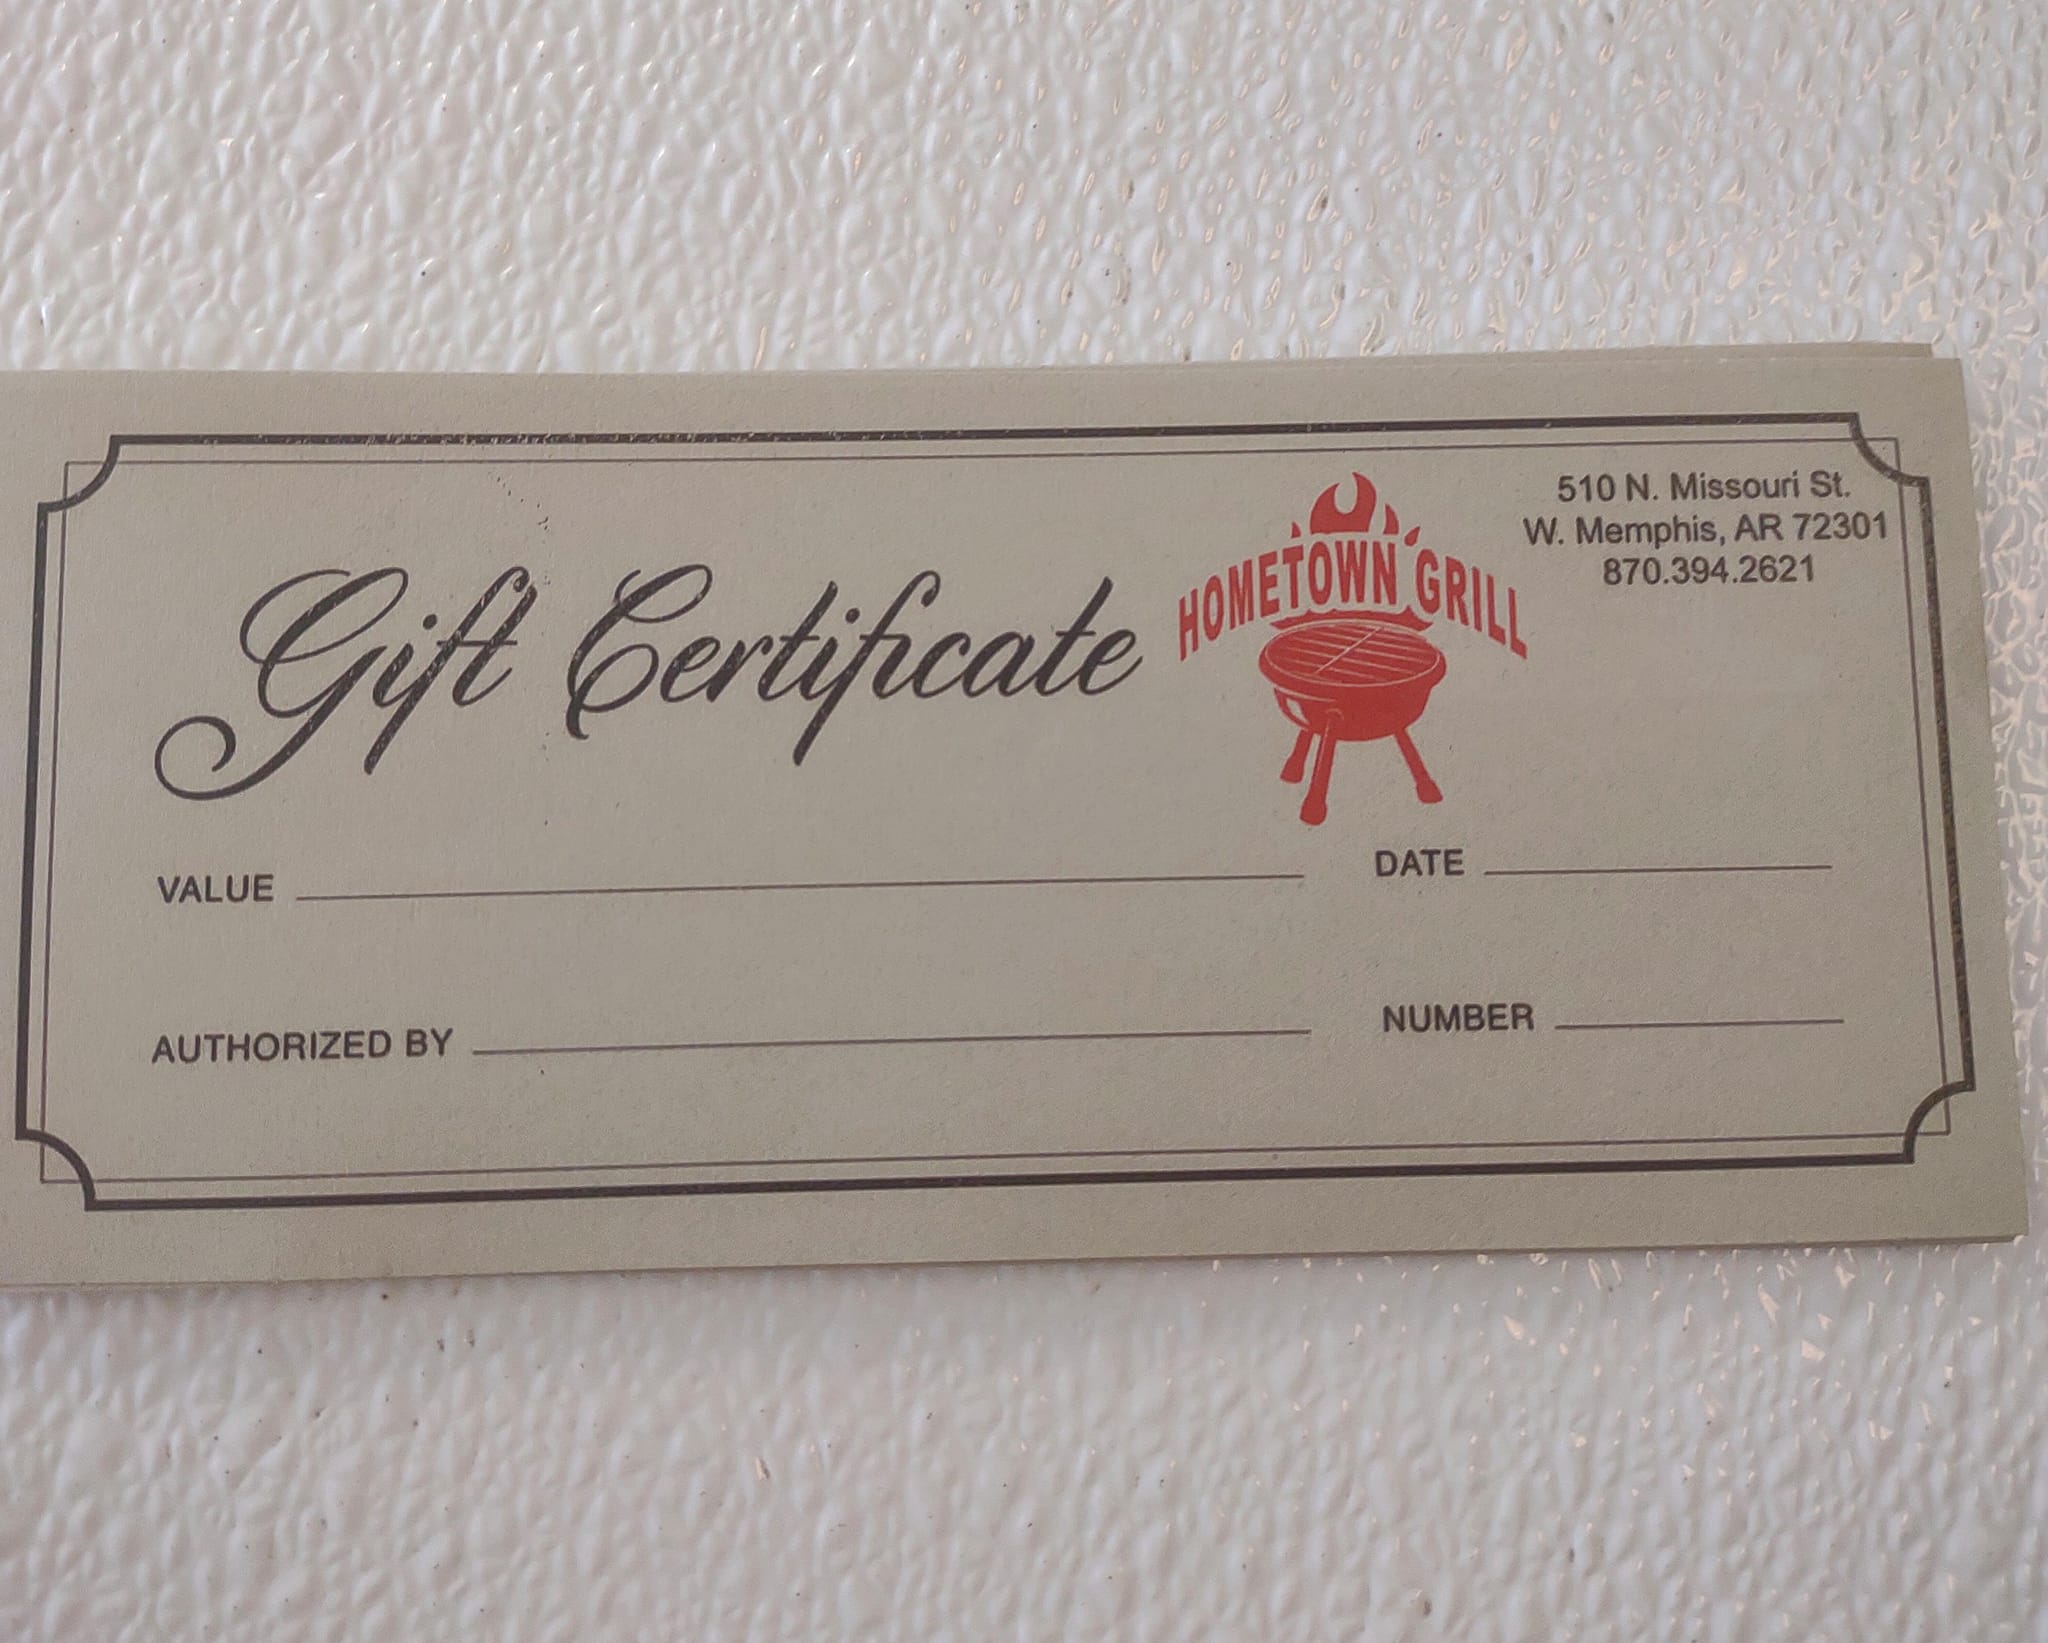 510 N. Missouri St.
W. Memphis, AR 72301
870.394.2621
HOMETOWN GRILL
Gift Certificate
VALUE
DATE
AUTHORIZED BY
NUMBER